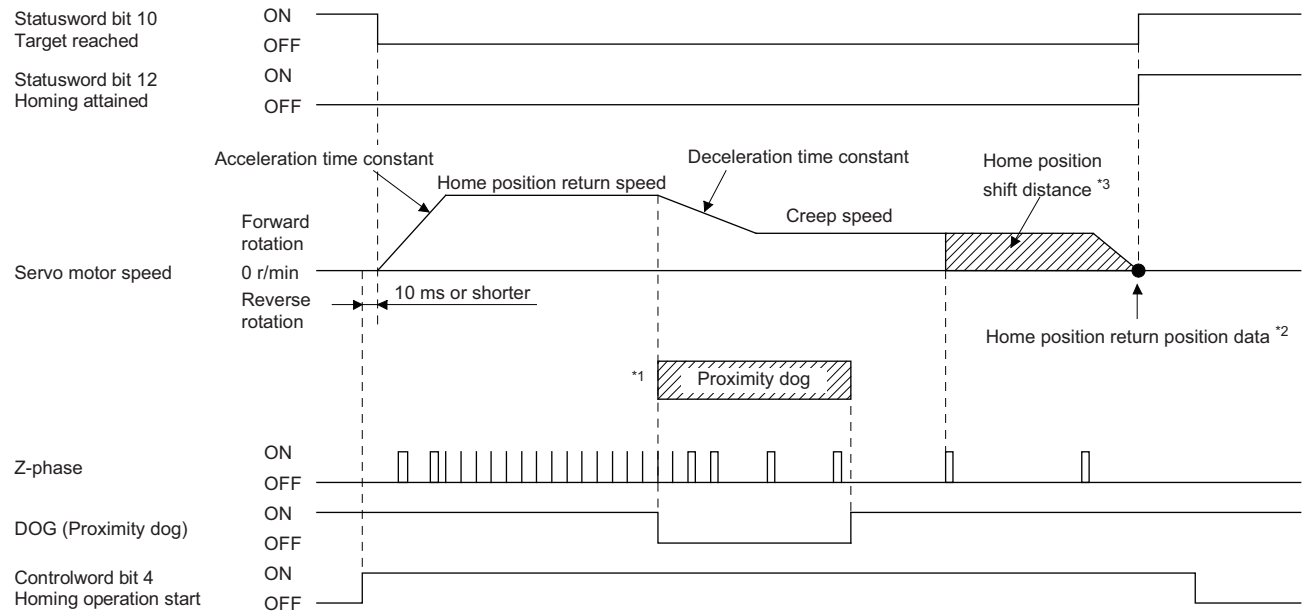 Statusword bit 10
Target reached
ON
OFF
Statusword bit 12
Homing attained
ON
OFF
Acceleration time constant
Home position return speed
Deceleration time constant
Creep speed
Home position
shift distance *3
Forward
rotation
Servo motor speed
0 r/min
Reverse
rotation
10 ms or shorter
Home position return position data *2
*1
Proximity dog
Z-phase
ON
OFF
DOG (Proximity dog)
ON
OFF
Controlword bit 4
Homing operation start
ON
OFF